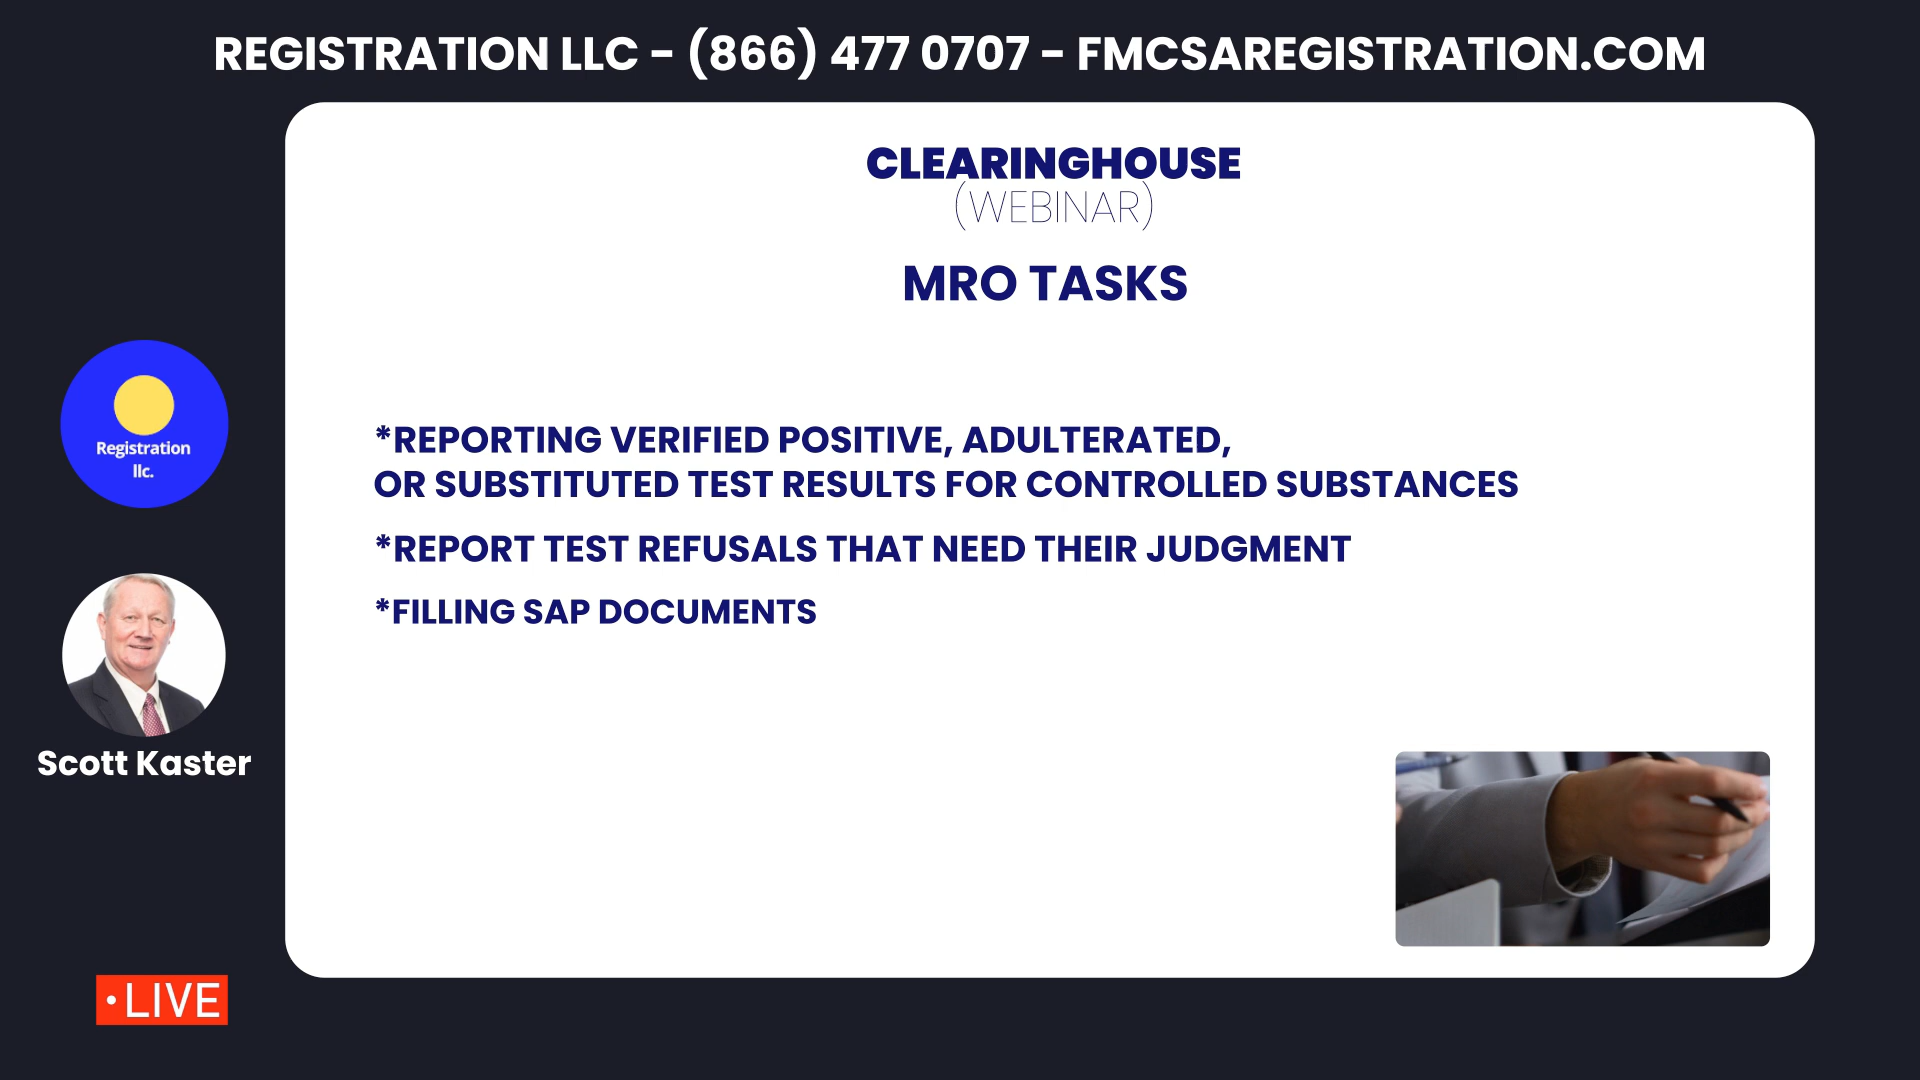 REGISTRATION LLC - (866) 477 0707 - FMCSAREGISTRATION.COM
CLEARINGHOUSE
(WEBINAR)
MRO TASKS
*REPORTING VERIFIED POSITIVE, ADULTERATED,
OR SUBSTITUTED TEST RESULTS FOR CONTROLLED SUBSTANCES
*REPORT TEST REFUSALS THAT NEED THEIR JUDGMENT
*FILLING SAP DOCUMENTS
Registration
llc.
Scott Kaster
• LIVE